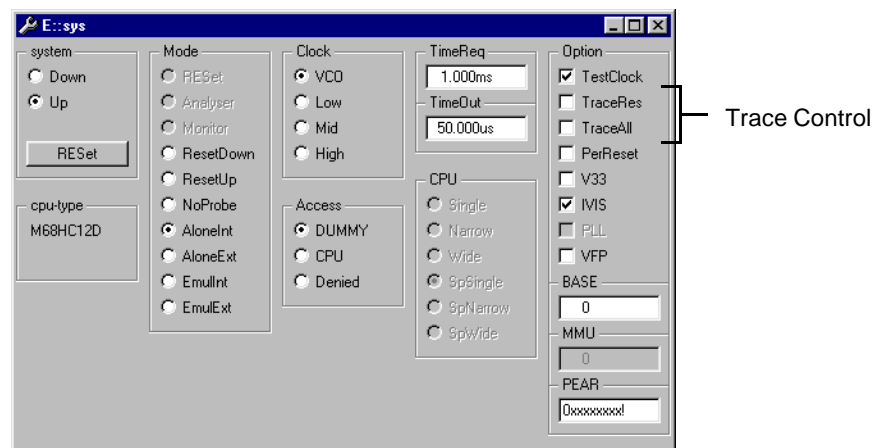 E::sys
system
Down
Up
RESet
cpu-type
M68HC12D
Mode
RESet
Analyser
Monitor
ResetDown
ResetUp
NoProbe
AloneInt
AloneExt
EmulInt
EmulExt
Clock
VCO
Low
Mid
High
Access
DUMMY
CPU
Denied
TimeReq
1.000ms
TimeOut
50.000us
CPU
Single
Narrow
Wide
SpSingle
SpNarrow
SpWide
Option
TestClock
TraceRes
TraceAll
PerReset
V33
IVIS
PLL
VFP
BASE
0
MMU
0
PEAR
0xxxxxxxx!
Trace Control